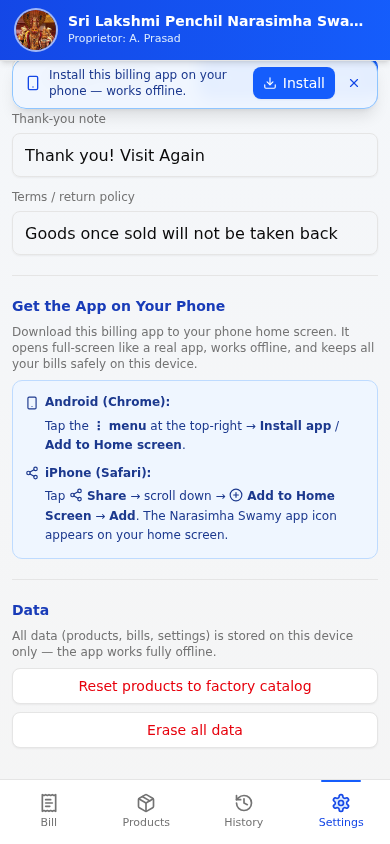 Sri Lakshmi Penchil Narasimha Swa...
Proprietor: A. Prasad
Install this billing app on your
phone — works offline.
Install
Thank-you note
Thank you! Visit Again
Terms / return policy
Goods once sold will not be taken back
Get the App on Your Phone
Download this billing app to your phone home screen. It
opens full-screen like a real app, works offline, and keeps all
your bills safely on this device.
Android (Chrome):
Tap the ⋮ menu at the top-right → Install app /
Add to Home screen.
iPhone (Safari):
Tap Share → scroll down → Add to Home
Screen → Add. The Narasimha Swamy app icon
appears on your home screen.
Data
All data (products, bills, settings) is stored on this device
only — the app works fully offline.
Reset products to factory catalog
Erase all data
Bill
Products
History
Settings